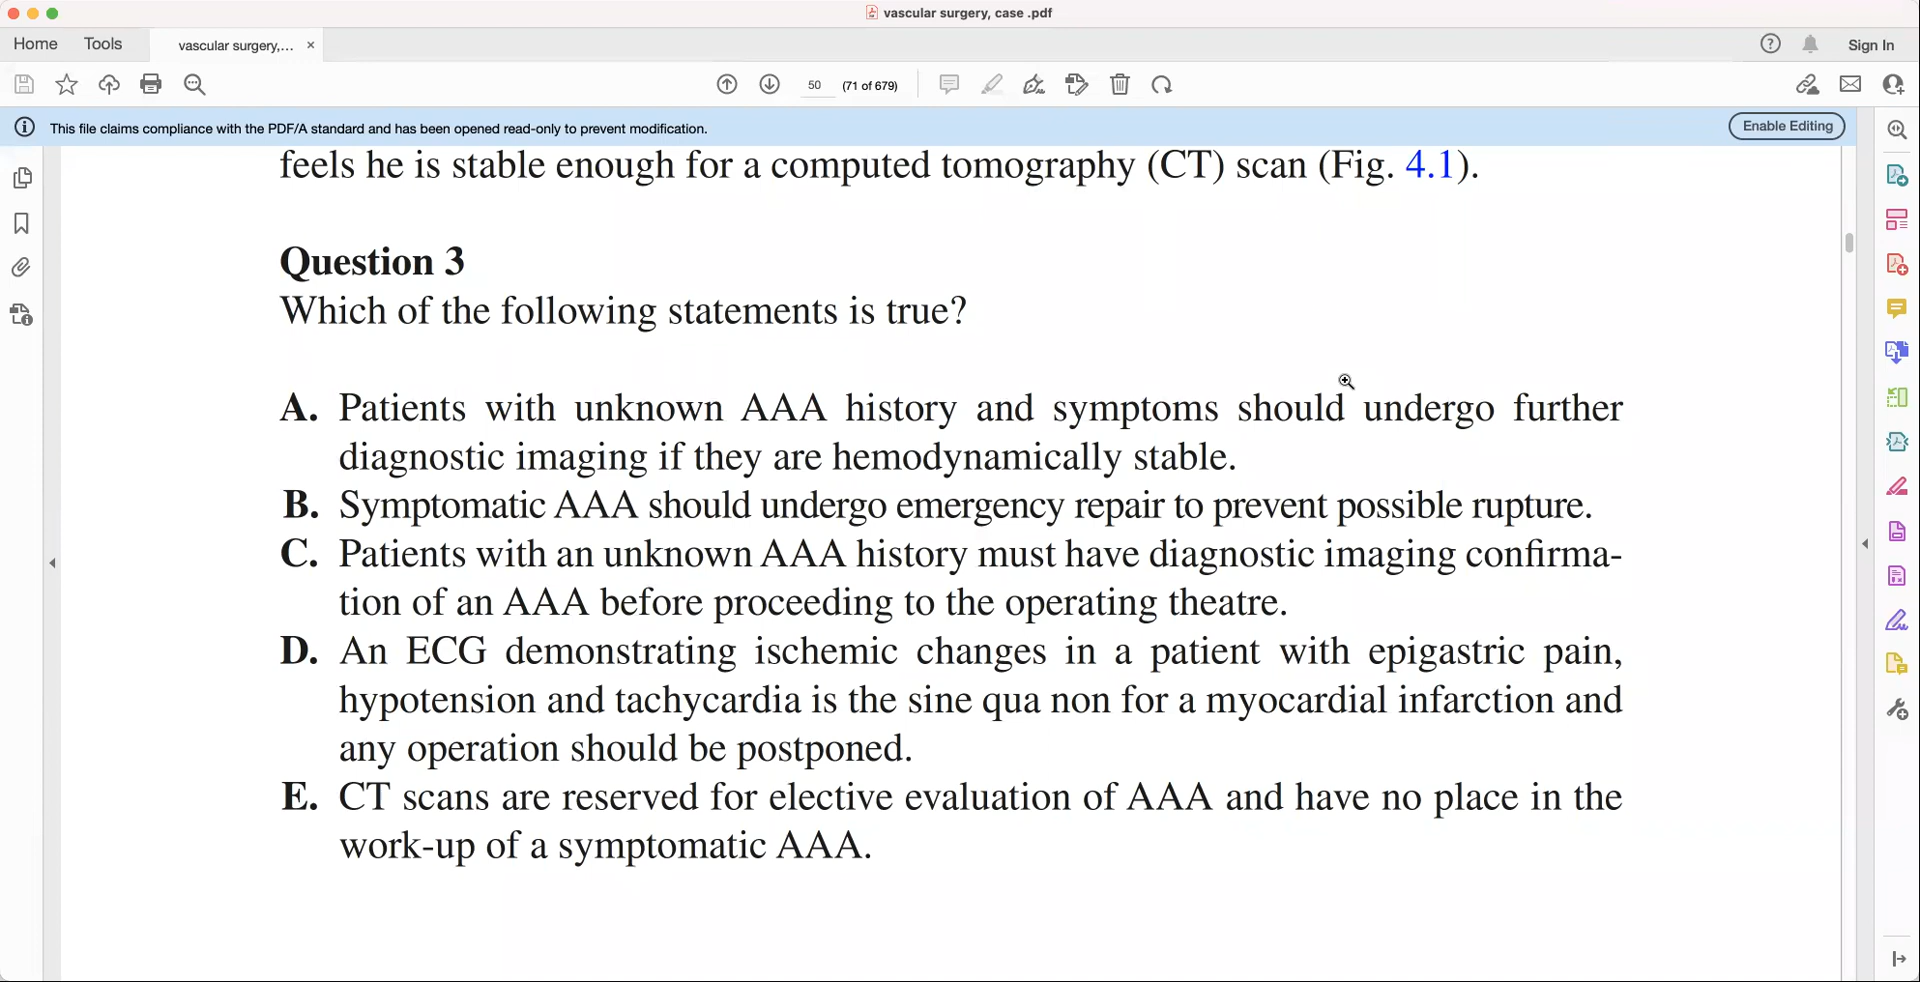 vascular surgery, case .pdf
Home Tools vascular surgery,... × Sign In
50 (71 of 679)
This file claims compliance with the PDF/A standard and has been opened read-only to prevent modification. Enable Editing
feels he is stable enough for a computed tomography (CT) scan (Fig. 4.1).
Question 3
Which of the following statements is true?
A. Patients with unknown AAA history and symptoms should undergo further
diagnostic imaging if they are hemodynamically stable.
B. Symptomatic AAA should undergo emergency repair to prevent possible rupture.
C. Patients with an unknown AAA history must have diagnostic imaging confirma-
tion of an AAA before proceeding to the operating theatre.
D. An ECG demonstrating ischemic changes in a patient with epigastric pain,
hypotension and tachycardia is the sine qua non for a myocardial infarction and
any operation should be postponed.
E. CT scans are reserved for elective evaluation of AAA and have no place in the
work-up of a symptomatic AAA.